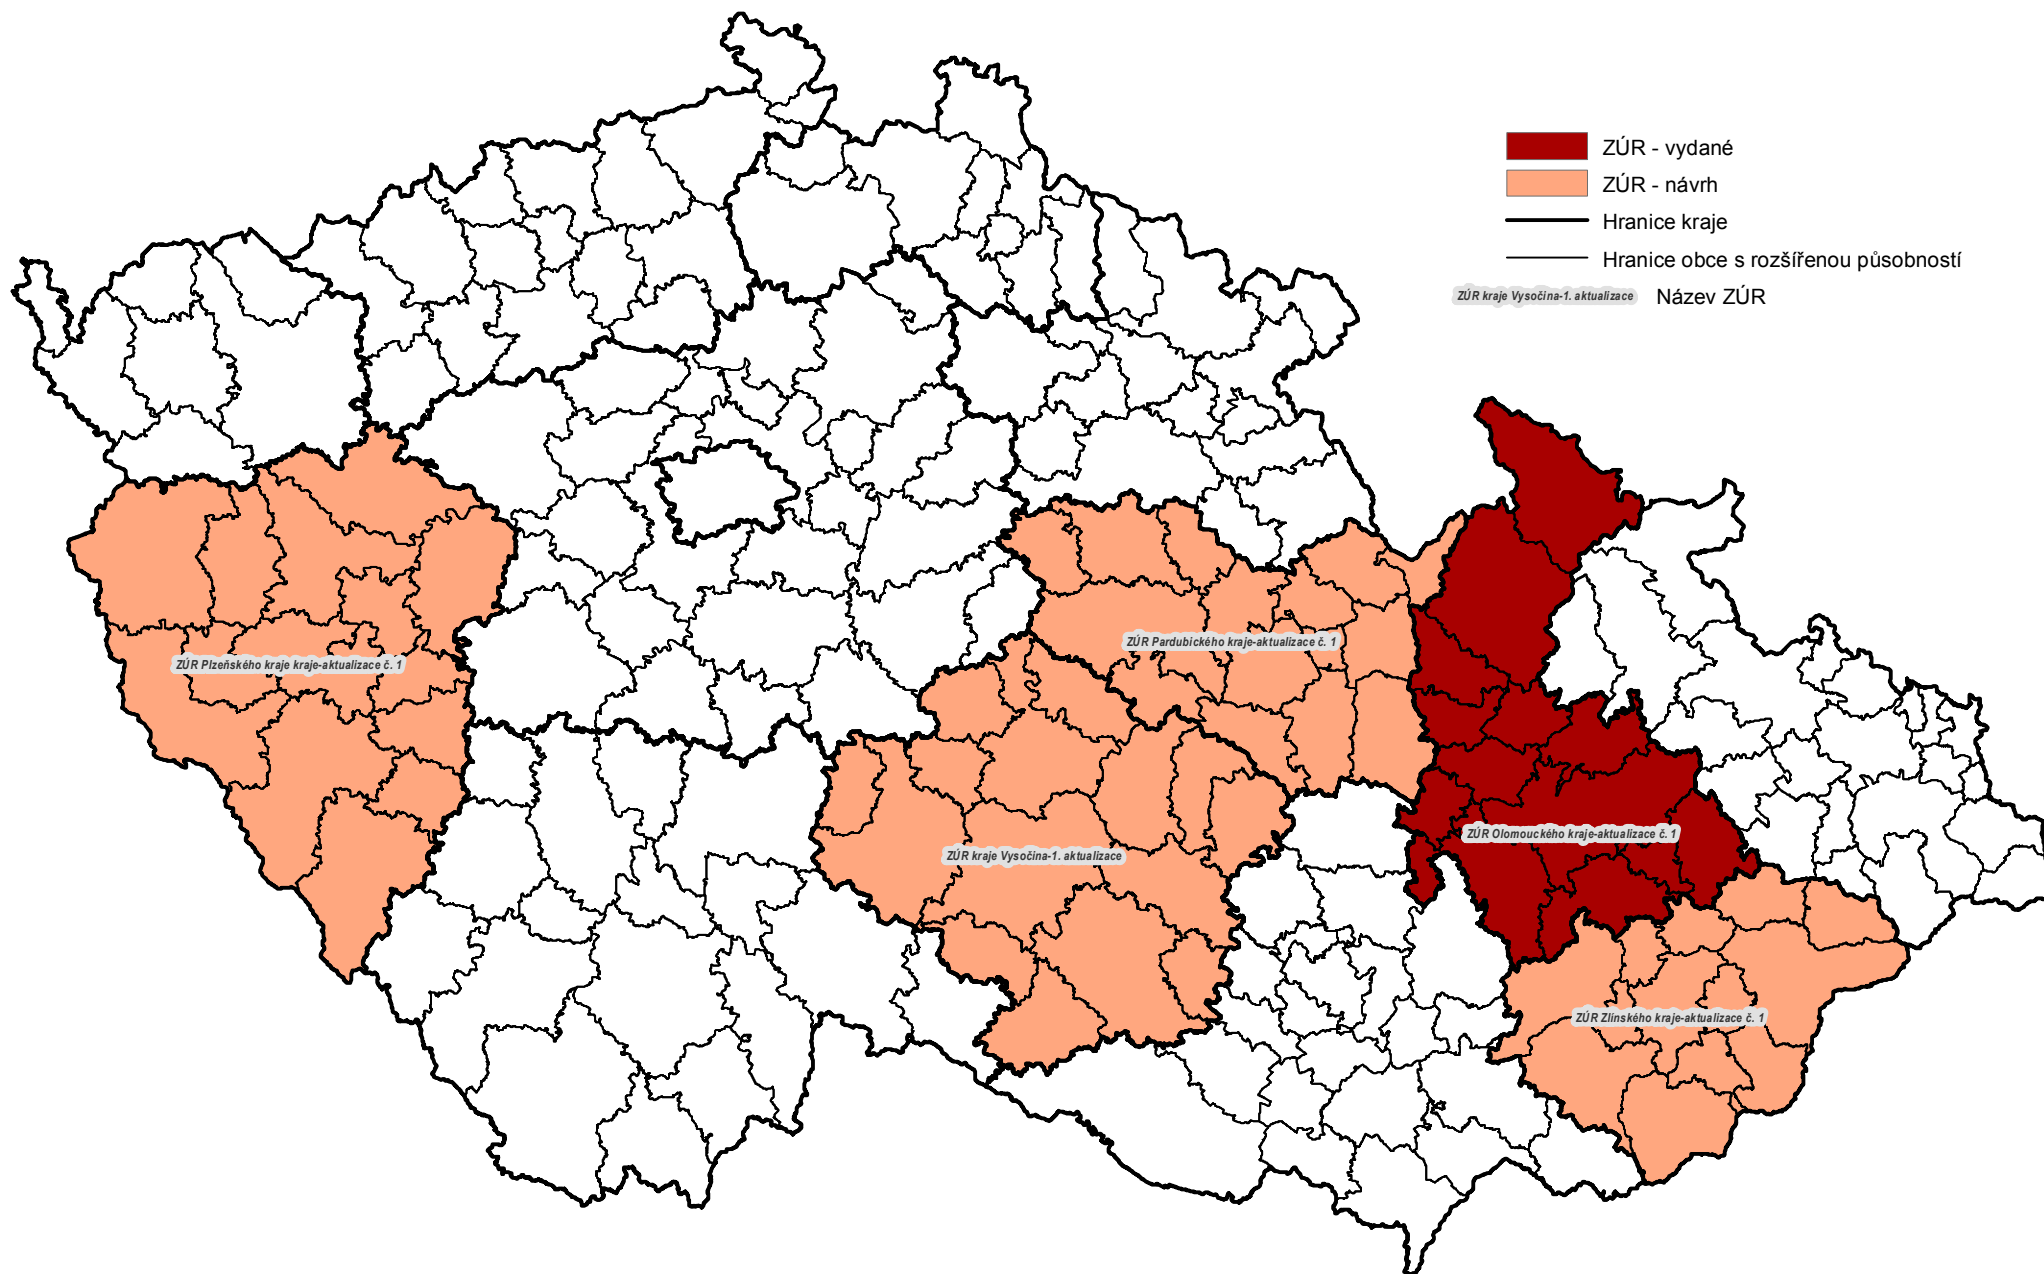 ZÚR - vydané
ZÚR - návrh
Hranice kraje
Hranice obce s rozšířenou působností
ZÚR kraje Vysočina-1. aktualizace Název ZÚR
ZÚR Pardubického kraje-aktualizace č. 1
ZÚR Plzeňského kraje kraje-aktualizace č. 1
ZÚR Olomouckého kraje-aktualizace č. 1
ZÚR kraje Vysočina-1. aktualizace
ZÚR Zlínského kraje-aktualizace č. 1